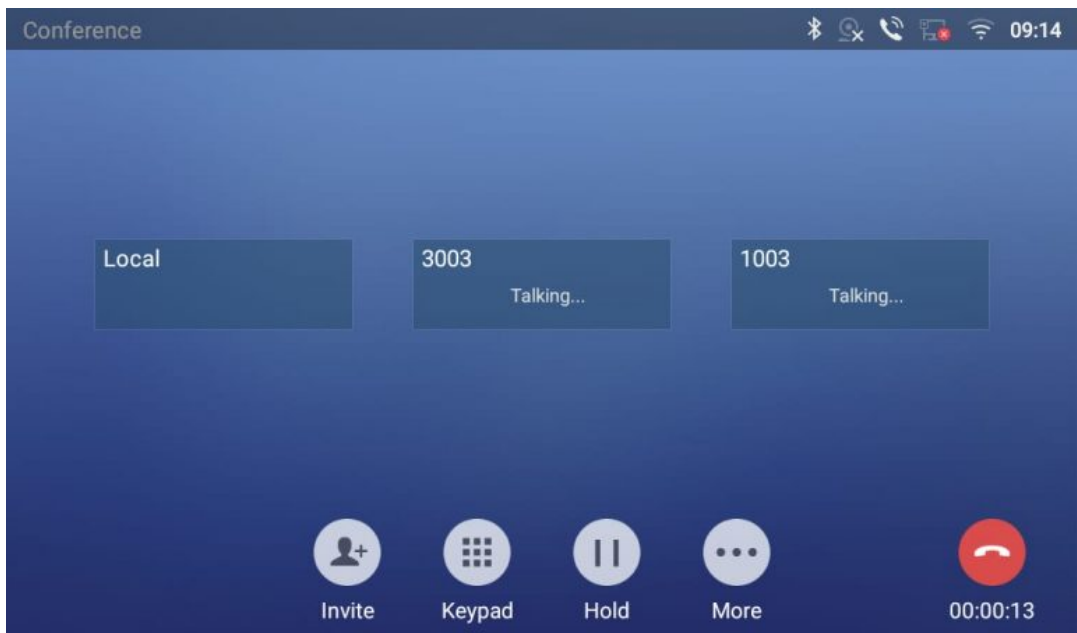 Conference
09:14
Local
3003
Talking...
1003
Talking...
Invite
Keypad
Hold
More
00:00:13